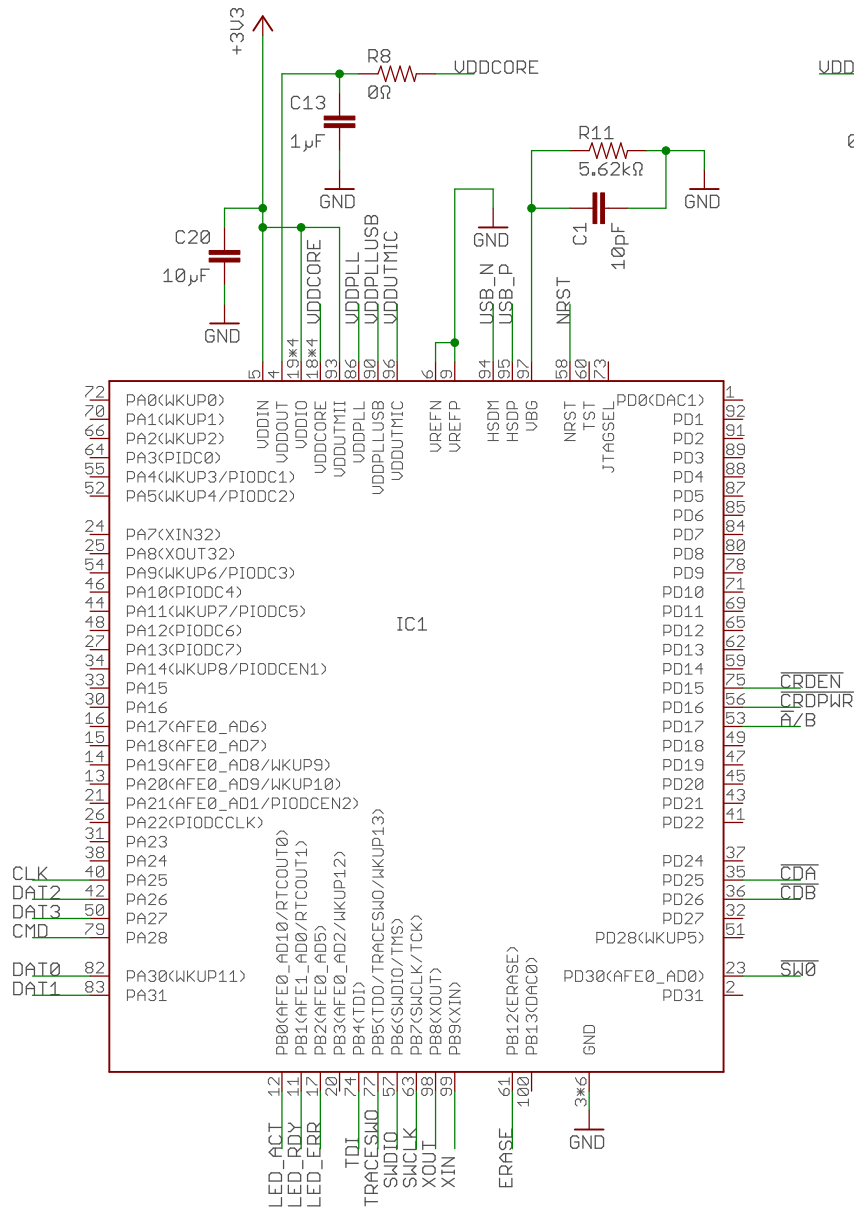 +3V3
R8
0Ω
VDDCORE
VDD
C13
1µF
GND
R11
5.62kΩ
GND
C1
10pF
C20
10µF
GND
GND
VDDCORE
VDDPLL
VDDPLLUSB
VDDUTMIC
USB_N
USB_P
NRST
5
4
19*4
18*4
93
86
90
96
6
9
94
95
97
58
60
73
VDDIN
VDDOUT
VDDIO
VDDCORE
VDDUTMII
VDDPLL
VDDPLLUSB
VDDUTMIC
VREFN
VREFP
HSDM
HSDP
VBG
NRST
TST
JTAGSEL
72 PA0(WKUP0)
70 PA1(WKUP1)
66 PA2(WKUP2)
64 PA3(PIDC0)
55 PA4(WKUP3/PIODC1)
52 PA5(WKUP4/PIODC2)
24 PA7(XIN32)
25 PA8(XOUT32)
54 PA9(WKUP6/PIODC3)
46 PA10(PIODC4)
44 PA11(WKUP7/PIODC5)
48 PA12(PIODC6)
27 PA13(PIODC7)
34 PA14(WKUP8/PIODCEN1)
33 PA15
30 PA16
16 PA17(AFE0_AD6)
15 PA18(AFE0_AD7)
14 PA19(AFE0_AD8/WKUP9)
13 PA20(AFE0_AD9/WKUP10)
21 PA21(AFE0_AD1/PIODCEN2)
26 PA22(PIODCCLK)
31 PA23
38 PA24
CLK 40 PA25
DAT2 42 PA26
DAT3 50 PA27
CMD 79 PA28
DAT0 82 PA30(WKUP11)
DAT1 83 PA31
IC1
PD0(DAC1) 1
PD1 92
PD2 91
PD3 89
PD4 88
PD5 87
PD6 85
PD7 84
PD8 80
PD9 78
PD10 71
PD11 69
PD12 65
PD13 62
PD14 59
PD15 75 CRDEN
PD16 56 CRDPWR
PD17 53 A/B
PD18 49
PD19 47
PD20 45
PD21 43
PD22 41
PD24 37
PD25 35 CDA
PD26 36 CDB
PD27 32
PD28(WKUP5) 51
PD30(AFE0_AD0) 23 SW0
PD31 2
PB0(AFE0_AD10/RTCOUT0)
PB1(AFE1_AD0/RTCOUT1)
PB2(AFE0_AD5)
PB3(AFE0_AD2/WKUP12)
PB4(TDI)
PB5(TDO/TRACESWO/WKUP13)
PB6(SWDIO/TMS)
PB7(SWCLK/TCK)
PB8(XOUT)
PB9(XIN)
PB12(ERASE)
PB13(DAC0)
GND
12
11
17
20
74
77
57
63
98
99
61
100
3*6
LED_ACT
LED_RDY
LED_ERR
TDI
TRACESWO
SWDIO
SWCLK
XOUT
XIN
ERASE
GND